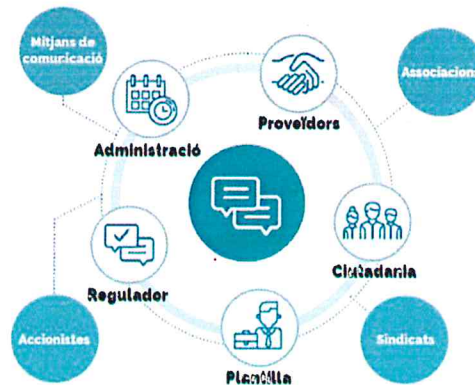 Mitjans de
comunicació
Associacions
Proveïdors
Administració
Ciutadania
Regulador
Accionistes
Sindicats
Plantilla